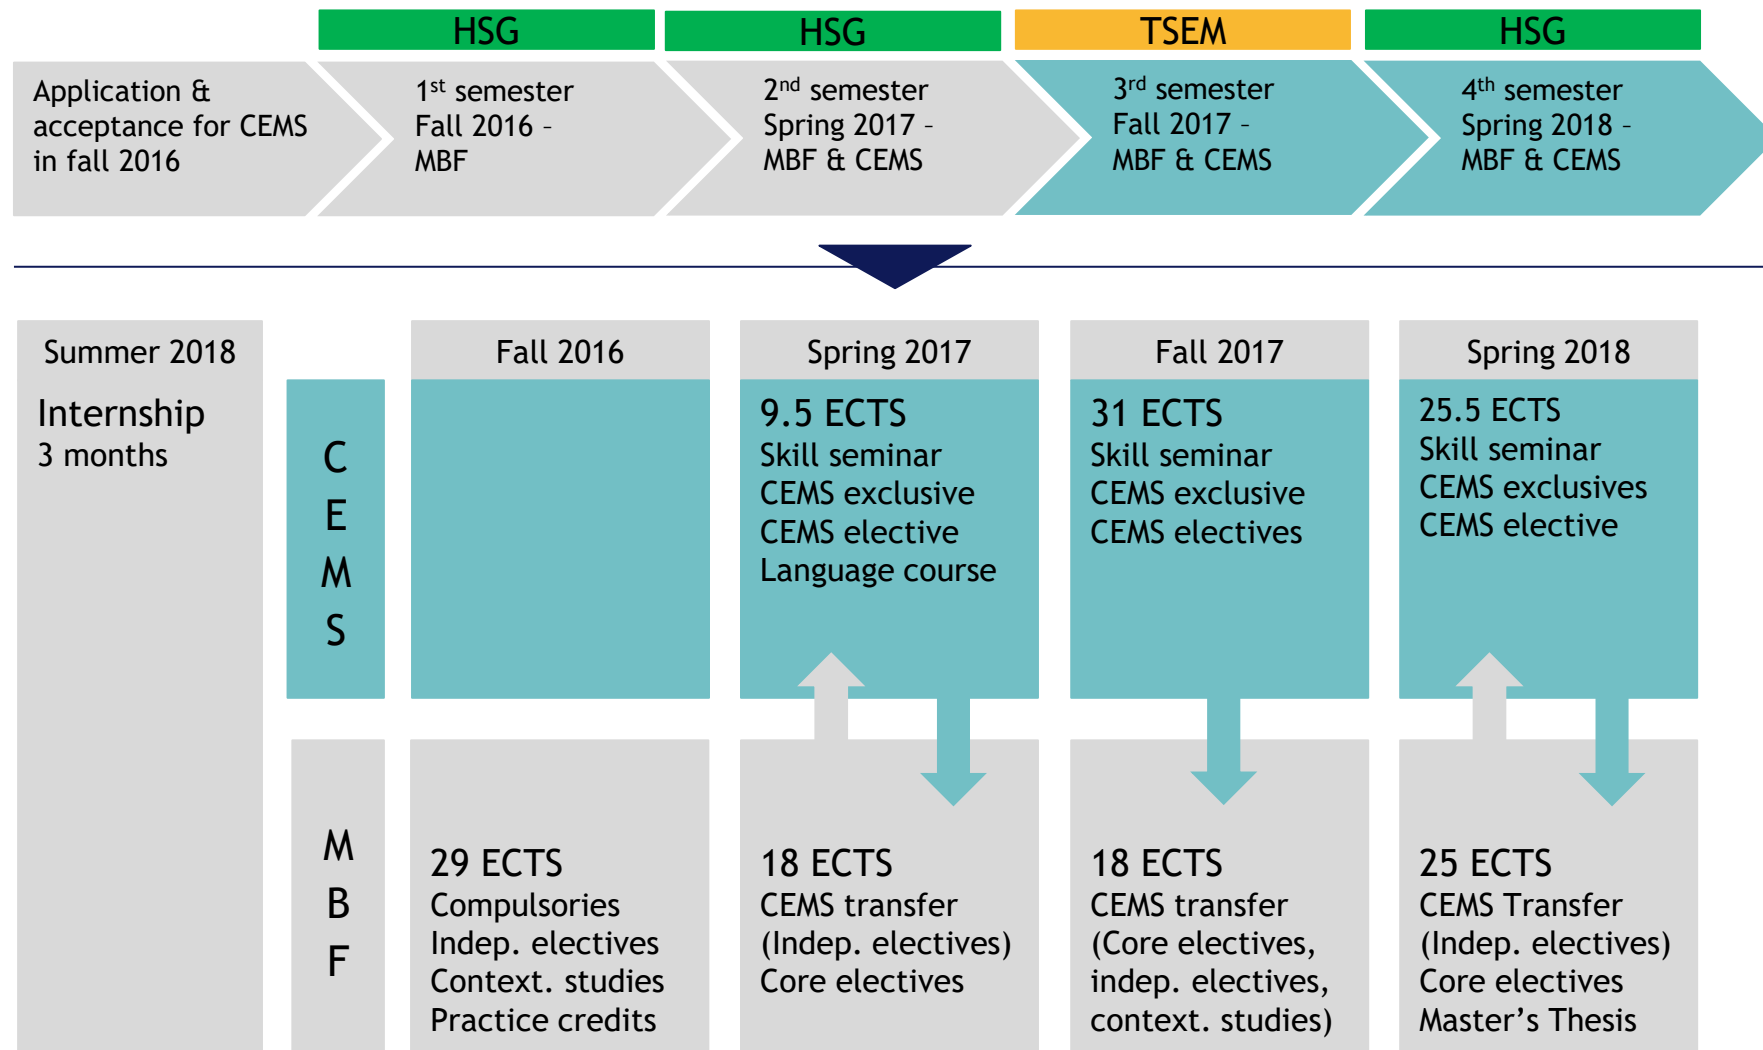 HSG
HSG
TSEM
HSG
Application &
acceptance for CEMS
in fall 2016
1st semester
Fall 2016 –
MBF
2nd semester
Spring 2017 –
MBF & CEMS
3rd semester
Fall 2017 –
MBF & CEMS
4th semester
Spring 2018 –
MBF & CEMS
Summer 2018
Internship
3 months
C
E
M
S
M
B
F
Fall 2016
29 ECTS
Compulsories
Indep. electives
Context. studies
Practice credits
Spring 2017
9.5 ECTS
Skill seminar
CEMS exclusive
CEMS elective
Language course
18 ECTS
CEMS transfer
(Indep. electives)
Core electives
Fall 2017
31 ECTS
Skill seminar
CEMS exclusive
CEMS electives
18 ECTS
CEMS transfer
(Core electives,
indep. electives,
context. studies)
Spring 2018
25.5 ECTS
Skill seminar
CEMS exclusives
CEMS elective
25 ECTS
CEMS Transfer
(Indep. electives)
Core electives
Master’s Thesis